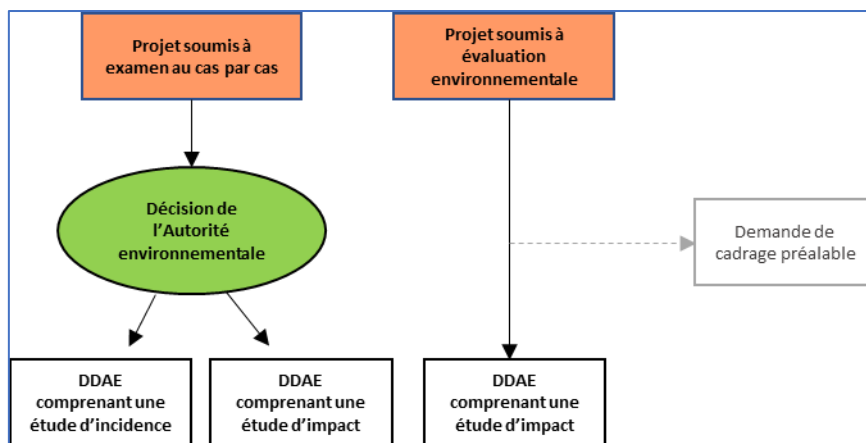 Projet soumis à
examen au cas par cas
Projet soumis à
évaluation
environnementale
Décision de
l'Autorité
environnementale
Demande de
cadrage préalable
DDAE
comprenant une
étude d'incidence
DDAE
comprenant une
étude d'impact
DDAE
comprenant une
étude d'impact